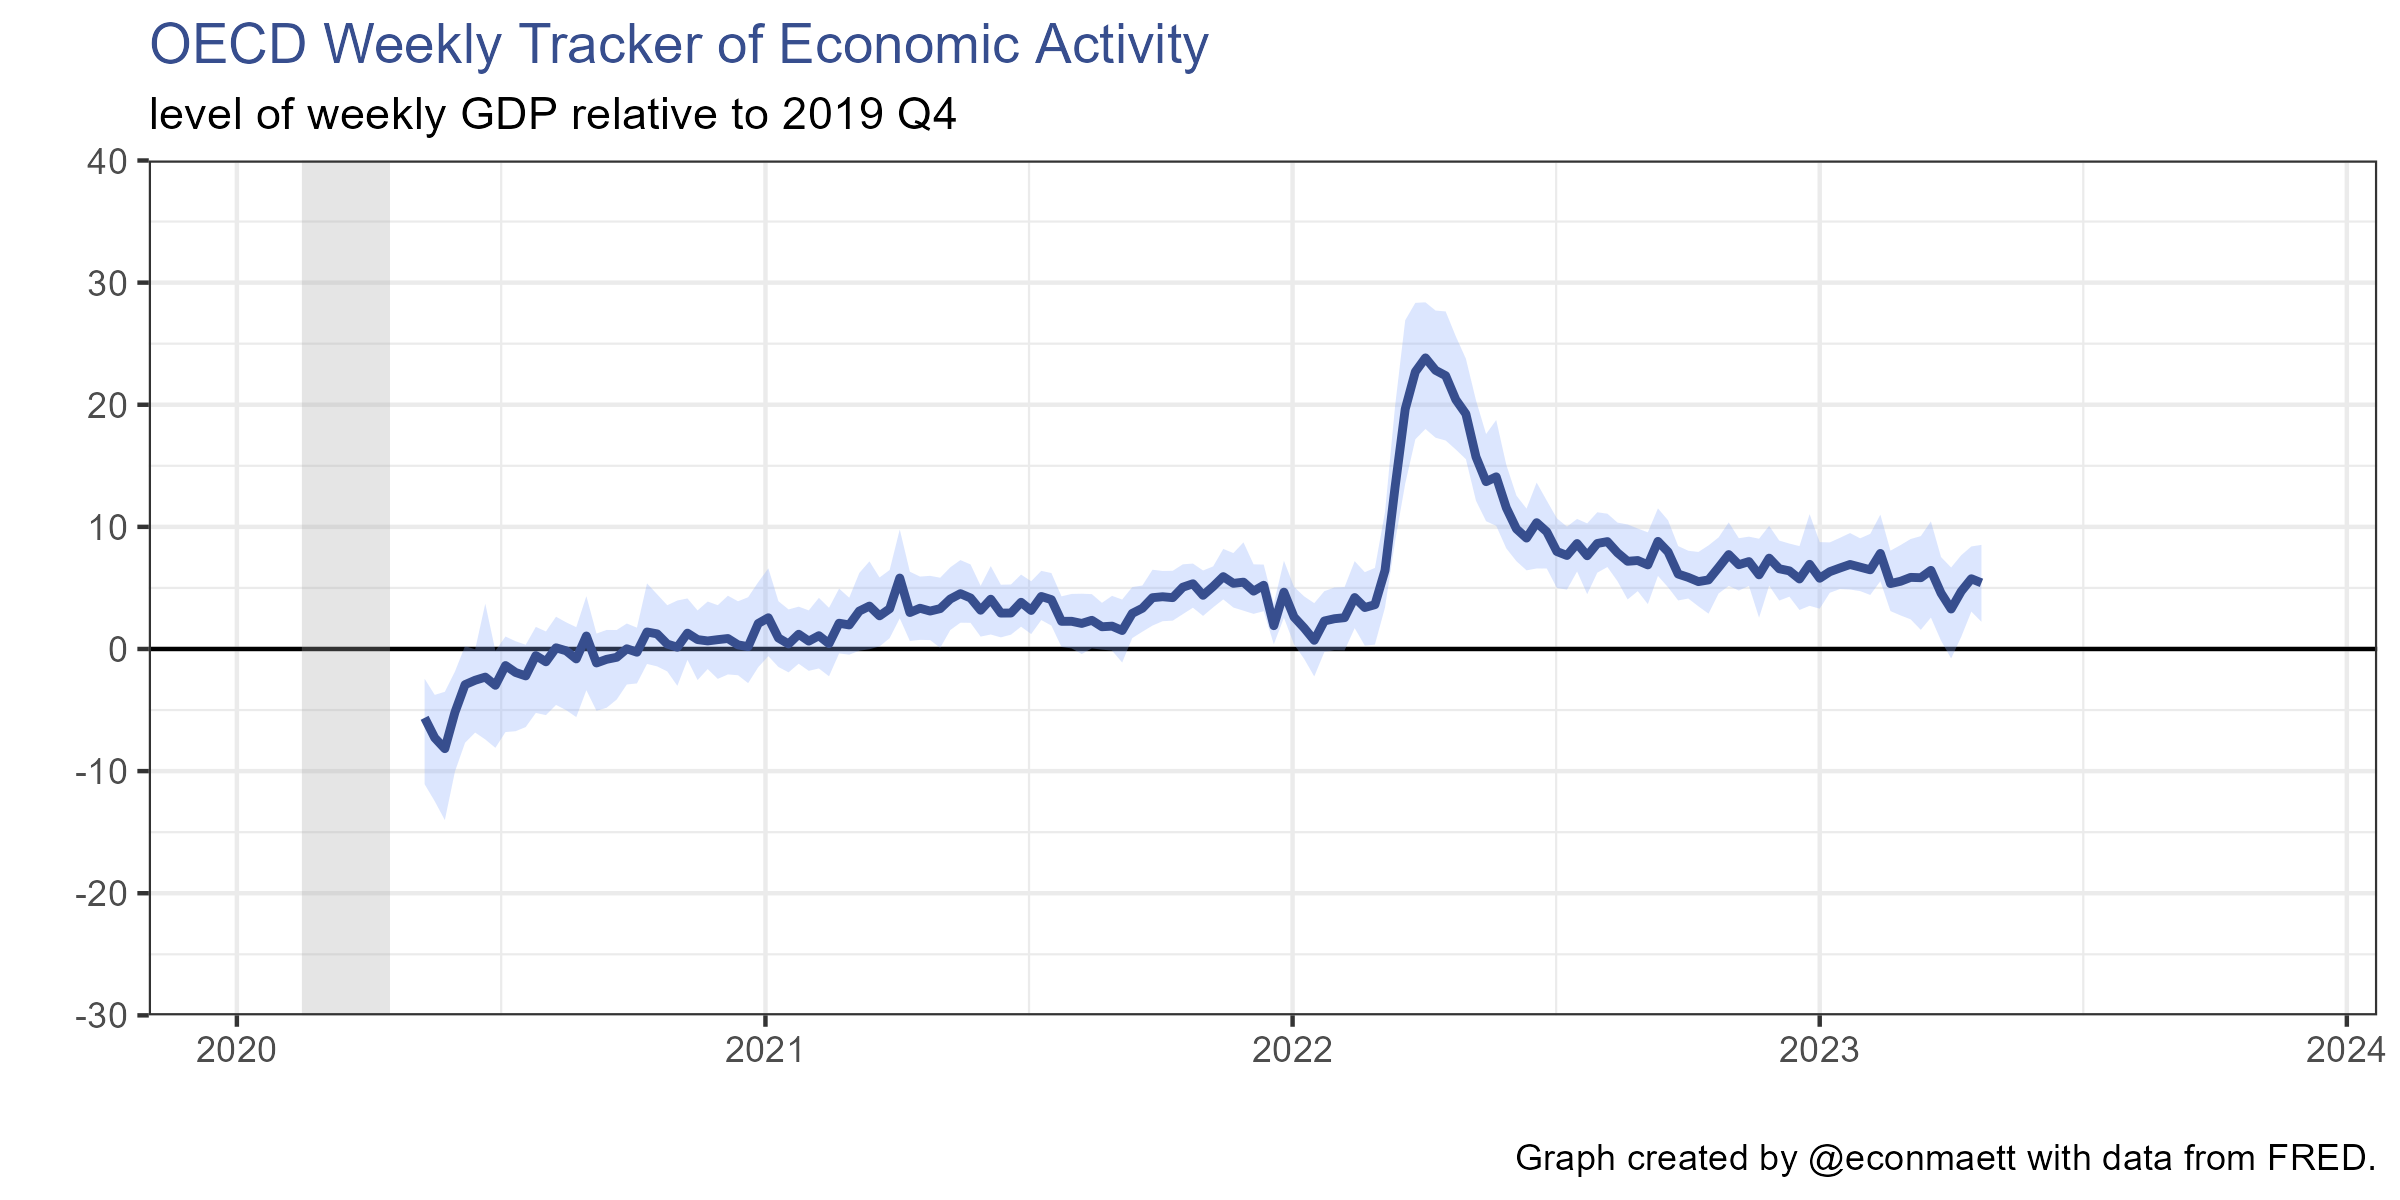 OECD Weekly Tracker of Economic Activity
level of weekly GDP relative to 2019 Q4
40
30
20
10
0
-10
-20
-30
2020 2021 2022 2023 2024
Graph created by @econmaett with data from FRED.